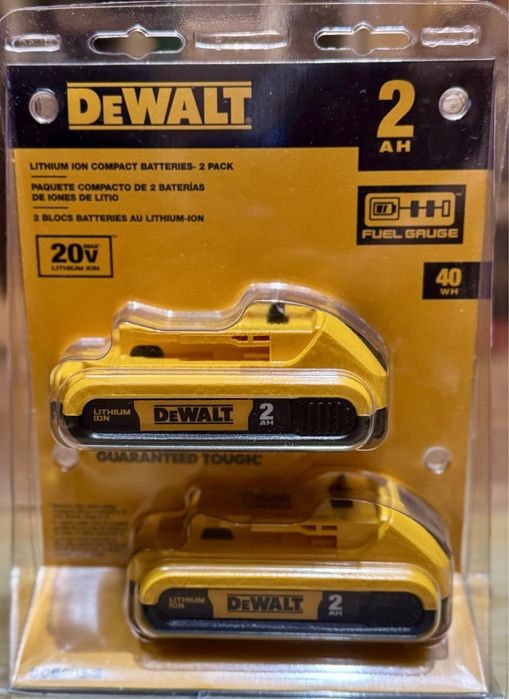 DEWALT
2
AH
LITHIUM ION COMPACT BATTERIES- 2 PACK
PAQUETE COMPACTO DE 2 BATERÍAS
DE IONES DE LITIO
2 BLOCS BATTERIES AU LITHIUM-ION
FUEL GAUGE
20V MAX
LITHIUM ION
40
WH
LITHIUM
ION
DEWALT
2
AH
GUARANTEED TOUGH.
LITHIUM
ION
DEWALT
2
AH